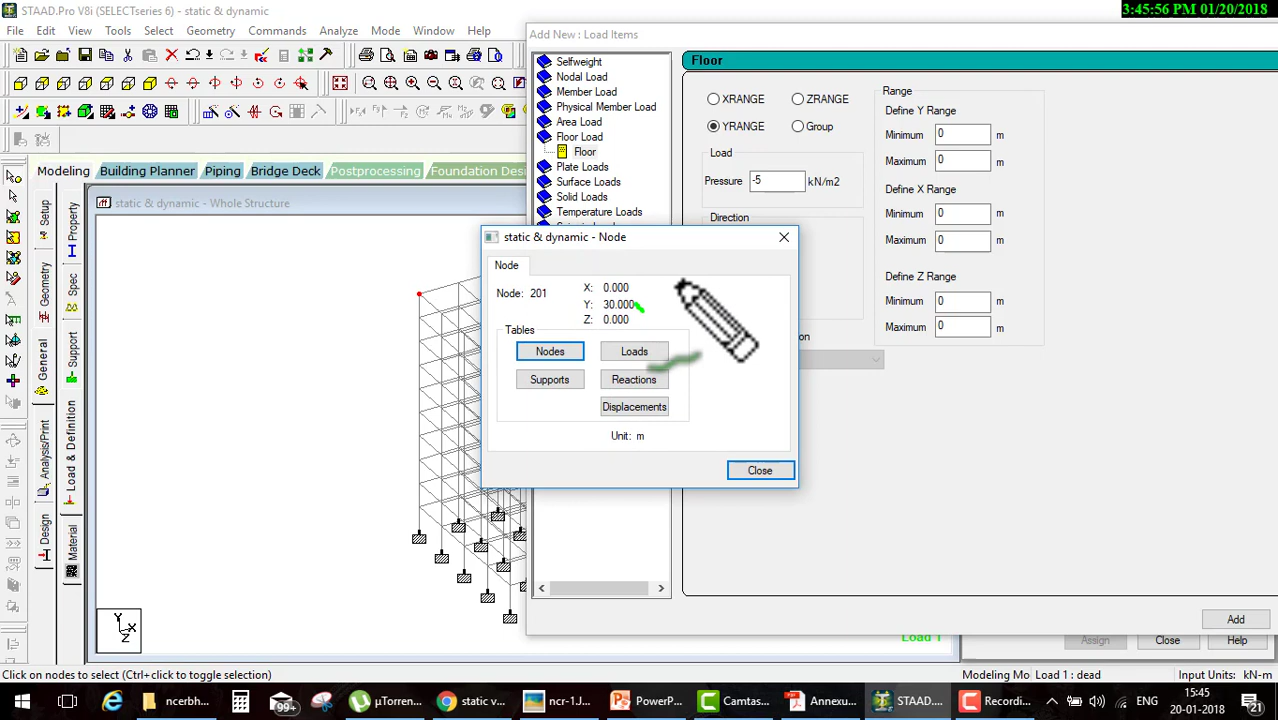 STAAD.Pro V8i (SELECTseries 6) - static & dynamic
3:45:56 PM 01/20/2018
File Edit View Tools Select Geometry Commands Analyze Mode Window Help
Add New : Load Items
Selfweight
Nodal Load
Member Load
Physical Member Load
Area Load
Floor Load
Floor
Plate Loads
Surface Loads
Solid Loads
Temperature Loads
Floor
XRANGE
ZRANGE
YRANGE
Group
Load
Pressure -5 kN/m2
Direction
Range
Define Y Range
Minimum 0 m
Maximum 0 m
Define X Range
Minimum 0 m
Maximum 0 m
Define Z Range
Minimum 0 m
Maximum 0 m
Modeling Building Planner Piping Bridge Deck Postprocessing Foundation Des
static & dynamic - Whole Structure
Setup
Geometry
General
Analysis/Print
Design
Property
Spec
Support
Load & Definition
Material
static & dynamic - Node
Node
Node: 201
X: 0.000
Y: 30.000
Z: 0.000
Tables
Nodes
Loads
Supports
Reactions
Displacements
Unit: m
Close
Y
X
Z
Load 1
Add
Assign
Close
Help
Click on nodes to select (Ctrl+click to toggle selection)
Modeling Mo Load 1 : dead Input Units: kN-m
ncerbh...
99+
µTorren...
static v...
ncr-1J...
PowerP...
Camtas...
Annexu...
STAAD....
Recordi...
ENG
15:45
20-01-2018
21